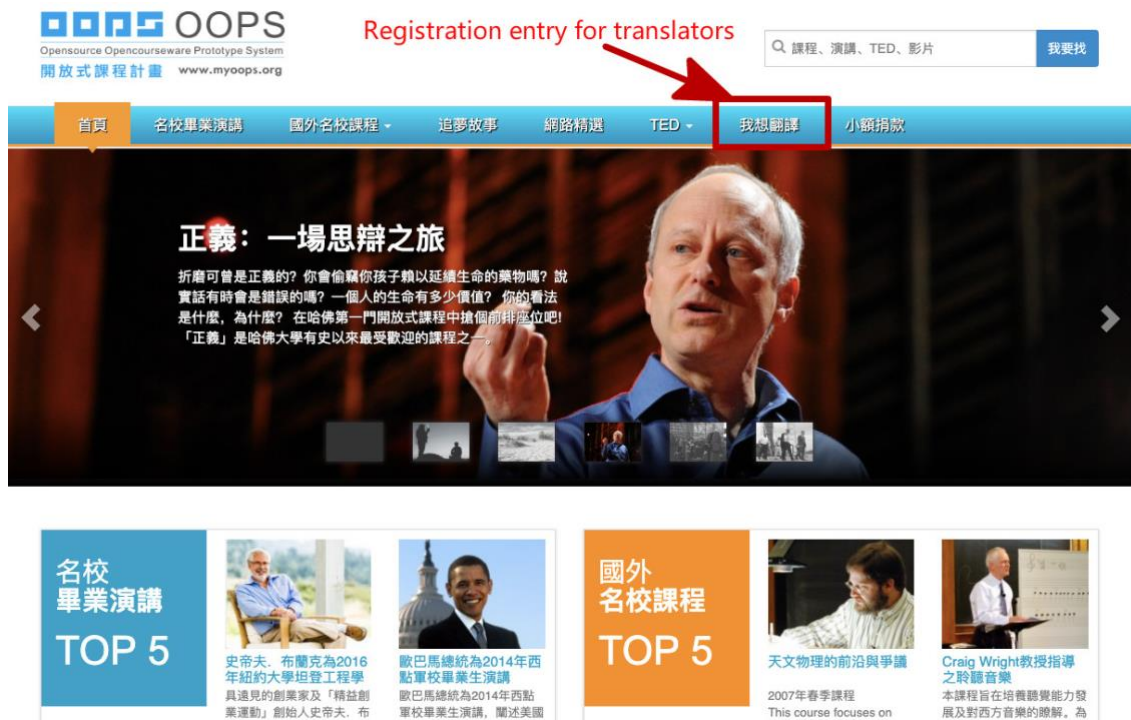 OOPS
Opensource Opencourseware Prototype System
開放式課程計畫 www.myoops.org
Registration entry for translators
課程、演講、TED、影片
我要找
首頁
名校畢業演講
國外名校課程
追夢故事
網路精選
TED
我想翻譯
小額捐款
正義：一場思辯之旅
折磨可曾是正義的？你會偷竊你孩子賴以延續生命的藥物嗎？說
實話有時會是錯誤的嗎？一個人的生命有多少價值？ 你的看法
是什麼，為什麼？ 在哈佛第一門開放式課程中搶個前排座位吧!
「正義」是哈佛大學有史以來最受歡迎的課程之一。
名校
畢業演講
TOP 5
史帝夫．布蘭克為2016
年紐約大學坦登工程學
具遠見的創業家及「精益創
業運動」創始人史帝夫．布
歐巴馬總統為2014年西
點軍校畢業生演講
歐巴馬總統為2014年西點
軍校畢業生演講，闡述美國
國外
名校課程
TOP 5
天文物理的前沿與爭議
2007年春季課程
This course focuses on
Craig Wright教授指導
之聆聽音樂
本課程旨在培養聽覺能力發
展及對西方音樂的瞭解。為